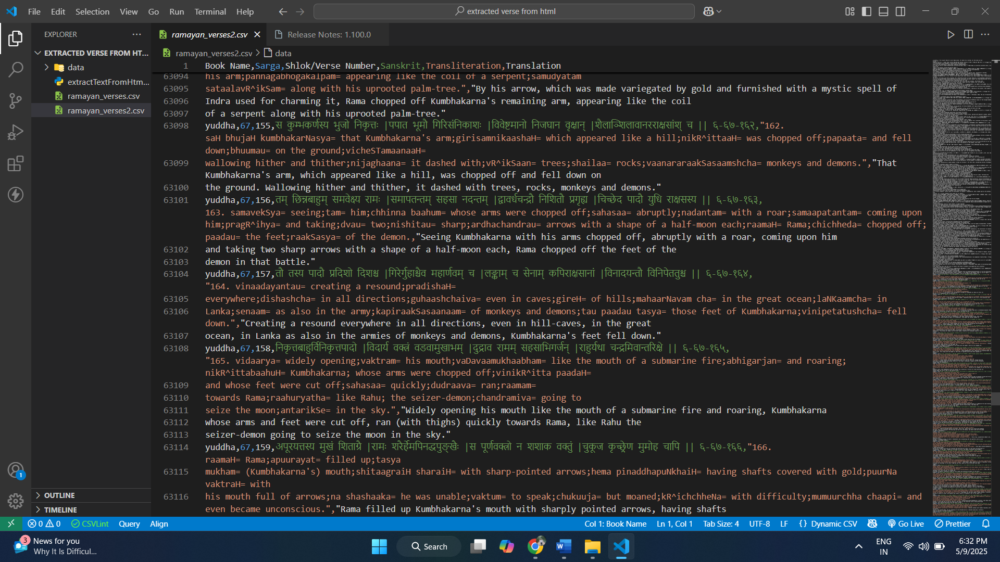 File Edit Selection View Go Run Terminal Help
extracted verse from html
EXPLORER
ramayan_verses2.csv
Release Notes: 1.100.0
EXTRACTED VERSE FROM HT...
ramayan_verses2.csv > data
data
1 Book Name,Sarga,Shlok/Verse Number,Sanskrit,Transliteration,Translation
extractTextFromHtm...
ramayan_verses.csv
ramayan_verses2.csv
63094 his arm;pannagabhogakalpam= appearing like the coil of a serpent;samudyatam
63095 sataalavR^ikSam= along with his uprooted palm-tree.","By his arrow, which was made variegated by gold and furnished with a mystic spell of
63096 Indra used for charming it, Rama chopped off Kumbhakarna's remaining arm, appearing like the coil
63097 of a serpent along with his uprooted palm-tree."
63098 yuddha,67,155,स कुम्भकर्णस्य भुजो निकृत्तः |पपात भूमौ गिरिसंनिकाशः |विवेष्टमानो निजघान वृक्षान् |शैलाञ्शिलावानरराक्षसांश् च || ६-६७-१६२,"162.
saH bhujaH kumbhakarNasya= that Kumbhakarna's arm;girisamnikaashaH= which appeared like a hill;nikR^ittaaH= was chopped off;papaata= and fell
down;bhuumau= on the ground;vicheSTamaanaaH=
63099 wallowing hither and thither;nijaghaana= it dashed with;vR^ikSaan= trees;shailaa= rocks;vaanararaakSasaamshcha= monkeys and demons.","That
Kumbhakarna's arm, which appeared like a hill, was chopped off and fell down on
63100 the ground. Wallowing hither and thither, it dashed with trees, rocks, monkeys and demons."
63101 yuddha,67,156,तम् छिन्नबाहुम् समवेक्ष्य रामः |समापतन्तम् सहसा नदन्तम् |द्वावर्धचन्द्रौ निशितौ प्रगृह्य |चिच्छेद पादौ युधि राक्षसस्य || ६-६७-१६३,
163. samavekSya= seeing;tam= him;chhinna baahum= whose arms were chopped off;sahasaa= abruptly;nadantam= with a roar;samaapatantam= coming upon
him;pragR^ihya= and taking;dvau= two;nishitau= sharp;ardhachandrau= arrows with a shape of a half-moon each;raamaH= Rama;chichheda= chopped off;
paadau= the feet;raakSasya= of the demon.,"Seeing Kumbhakarna with his arms chopped off, abruptly with a roar, coming upon him
63102 and taking two sharp arrows with a shape of a half-moon each, Rama chopped off the feet of the
63103 demon in that battle."
63104 yuddha,67,157,तौ तस्य पादौ प्रदिशो दिशश्च |गिरेर्गुहाश्चैव महार्णवम् च |लङ्काम् च सेनाम् कपिराक्षसानां |विनादयन्तौ विनिपेततुश्च || ६-६७-१६४,
"164. vinaadayantau= creating a resound;pradishaH=
63105 everywhere;dishashcha= in all directions;guhaashchaiva= even in caves;gireH= of hills;mahaarNavam cha= in the great ocean;laNKaamcha= in
63106 Lanka;senaam= as also in the army;kapiraakSasaanaam= of monkeys and demons;tau paadau tasya= those feet of Kumbhakarna;vinipetatushcha= fell
down.","Creating a resound everywhere in all directions, even in hill-caves, in the great
63107 ocean, in Lanka as also in the armies of monkeys and demons, Kumbhakarna's feet fell down."
63108 yuddha,67,158,निकृत्तबाहुर्विनिकृत्तपादो |विदार्य वक्त्रं वडवामुखाभम् |दुद्राव रामम् सहसाभिगर्जन् |राहुर्यथा चन्द्रमिवान्तरिक्षे || ६-६७-१६५,
"165. vidaarya= widely opening;vaktram= his mouth;vaDavaamukhaabham= like the mouth of a submarine fire;abhigarjan= and roaring;
nikR^ittabaahuH= Kumbhakarna; whose arms were chopped off;vinikR^itta paadaH=
63109 and whose feet were cut off;sahasaa= quickly;dudraava= ran;raamam=
63110 towards Rama;raahuryatha= like Rahu; the seizer-demon;chandramiva= going to
63111 seize the moon;antarikSe= in the sky.","Widely opening his mouth like the mouth of a submarine fire and roaring, Kumbhakarna
63112 whose arms and feet were cut off, ran (with thighs) quickly towards Rama, like Rahu the
63113 seizer-demon going to seize the moon in the sky."
63114 yuddha,67,159,अपूरयत्तस्य मुखं शिताग्रै |रामः शरैर्हेमपिनद्धपुङ्खैः |स पूर्णवक्त्रो न शशाक वक्तुं |चुकूज कृच्छ्रेण मुमोह चापि || ६-६७-१६६,"166.
raamaH= Rama;apuurayat= filled up;tasya
63115 mukham= (Kumbhakarna's) mouth;shitaagraiH sharaiH= with sharp-pointed arrows;hema pinaddhapuNkhaiH= having shafts covered with gold;puurNa
vaktraH= with
63116 his mouth full of arrows;na shashaaka= he was unable;vaktum= to speak;chukuuja= but moaned;kR^ichchheNa= with difficulty;mumuurchha chaapi= and
even became unconscious.","Rama filled up Kumbhakarna's mouth with sharply pointed arrows, having shafts
1
OUTLINE
TIMELINE
0 0 CSVLint Query Align Col 1: Book Name Ln 1, Col 1 Tab Size: 4 UTF-8 LF {} Dynamic CSV Go Live Prettier
3 News for you
Why It Is Difficul...
Search
ENG
IN
6:32 PM
5/9/2025